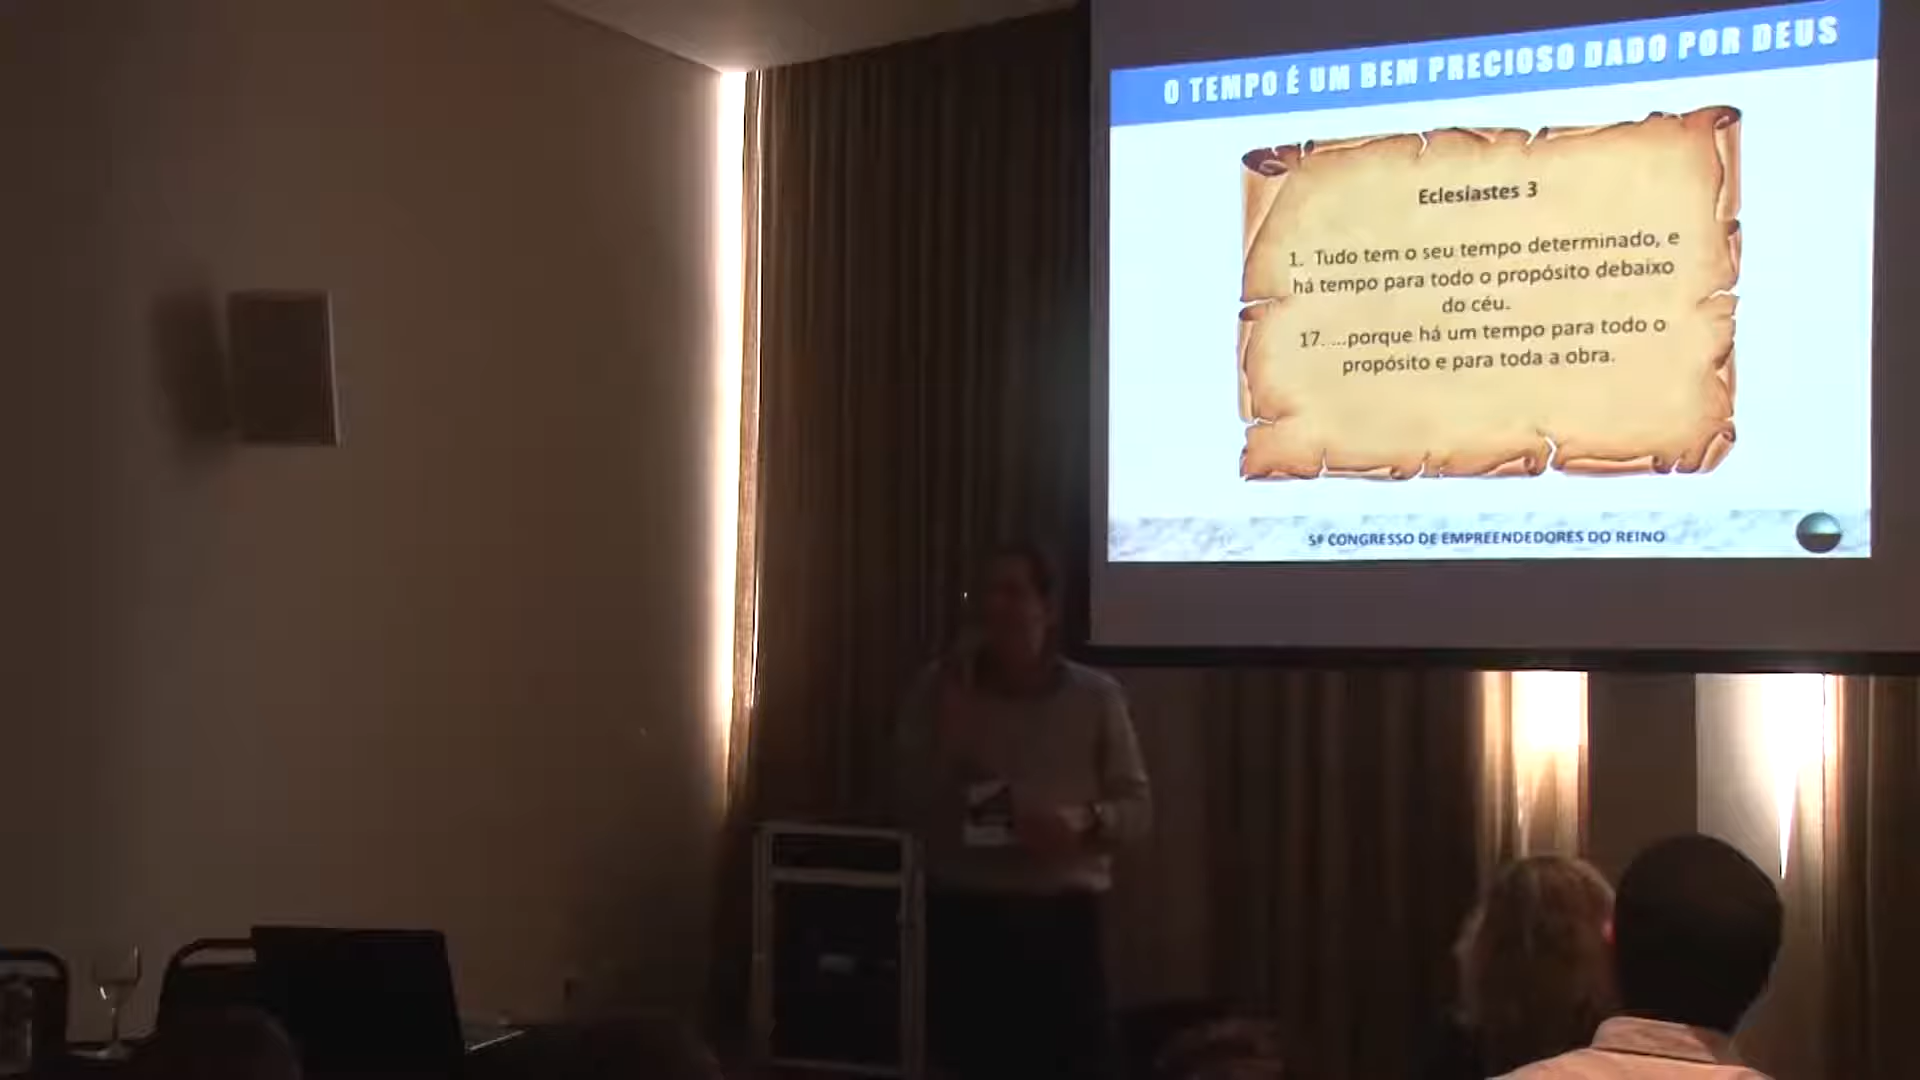 O TEMPO É UM BEM PRECIOSO DADO POR DEUS
Eclesiastes 3
1. Tudo tem o seu tempo determinado, e
há tempo para todo o propósito debaixo
do céu.
17. ...porque há um tempo para todo o
propósito e para toda a obra.
5º CONGRESSO DE EMPREENDEDORES DO REINO